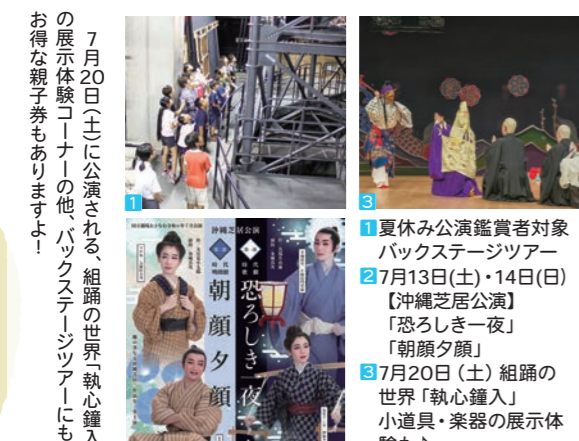 7月20日(土)に公演される、組踊の世界「執心鐘入
の展示体験コーナーの他、バックステージツアーにも
お得な親子券もありますよ!
1
3
沖縄芝居公演
恐ろしき一夜
朝顔夕顔
1夏休み公演鑑賞者対象
バックステージツアー
27月13日(土)・14日(日)
【沖縄芝居公演】
「恐ろしき一夜」
「朝顔夕顔」
37月20日(土)組踊の
世界「執心鐘入」
小道具・楽器の展示体
験も♪